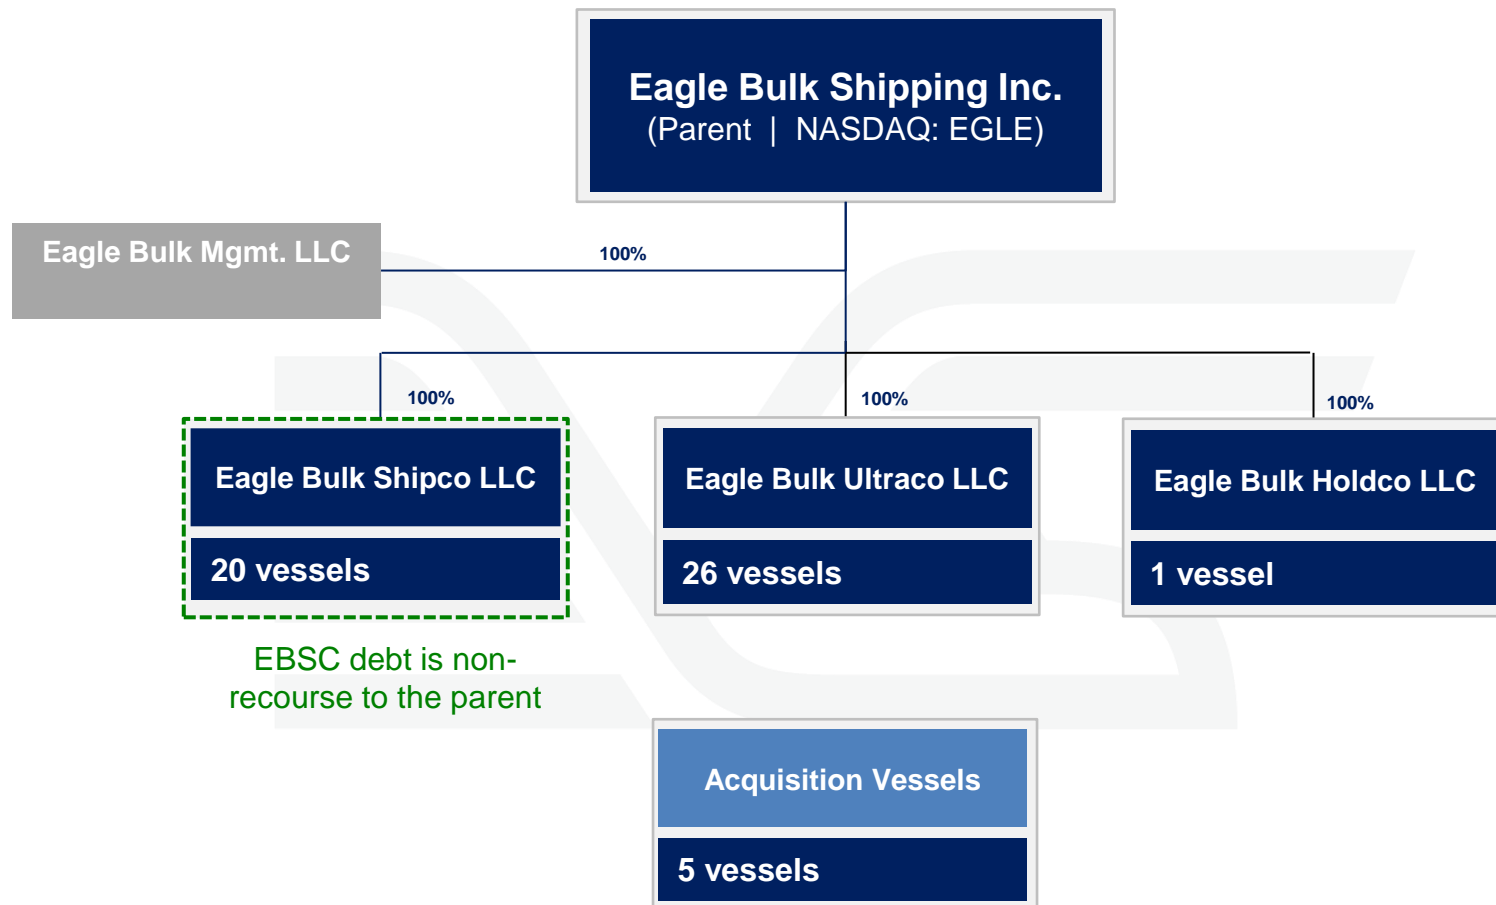 Eagle Bulk Shipping Inc.
(Parent | NASDAQ: EGLE)
Eagle Bulk Mgmt. LLC
100%
100%
100%
100%
Eagle Bulk Shipco LLC
20 vessels
Eagle Bulk Ultraco LLC
26 vessels
Eagle Bulk Holdco LLC
1 vessel
EBSC debt is non-
recourse to the parent
Acquisition Vessels
5 vessels